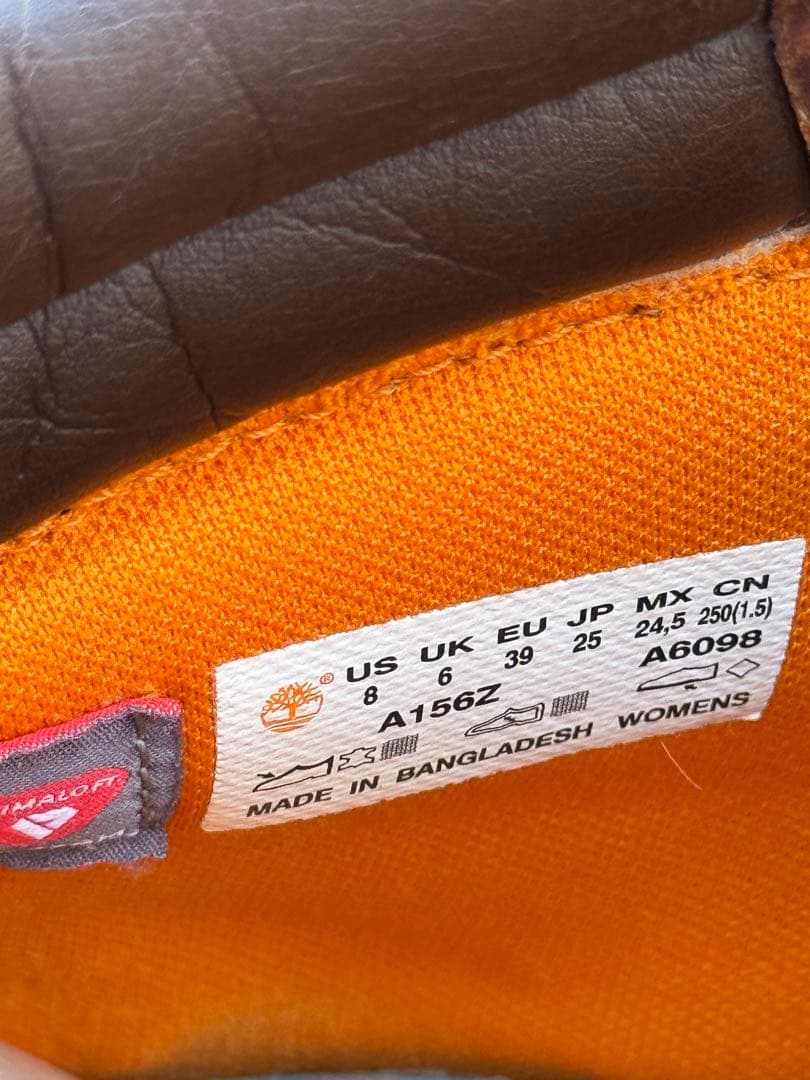 US UK EU JP MX CN
8 6 39 25 24,5 250(1.5)
A156Z A6098
MADE IN BANGLADESH WOMENS
IMALOFT
®